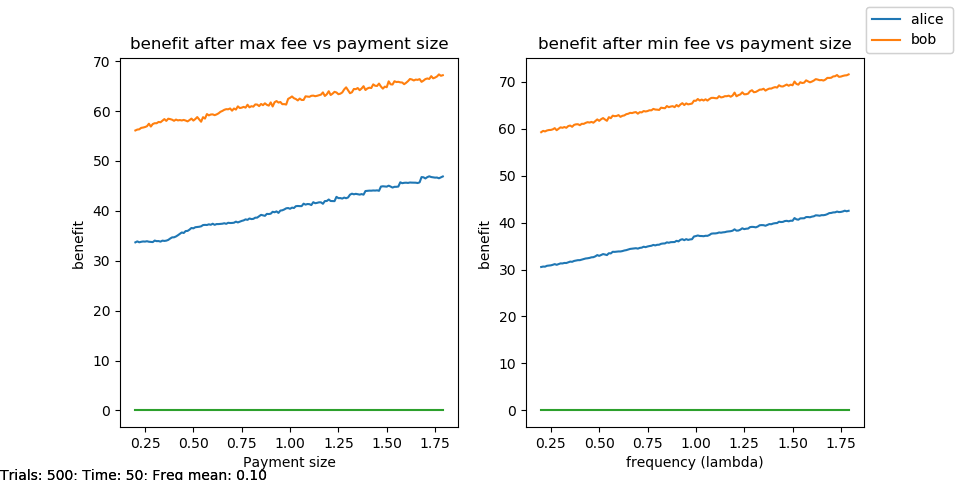 alice
bob
benefit after max fee vs payment size
benefit after min fee vs payment size
70
60
50
40
30
20
10
0
benefit
0.25 0.50 0.75 1.00 1.25 1.50 1.75
Payment size
70
60
50
40
30
20
10
0
benefit
0.25 0.50 0.75 1.00 1.25 1.50 1.75
frequency (lambda)
Trials: 500; Time: 50; Freq mean: 0.10